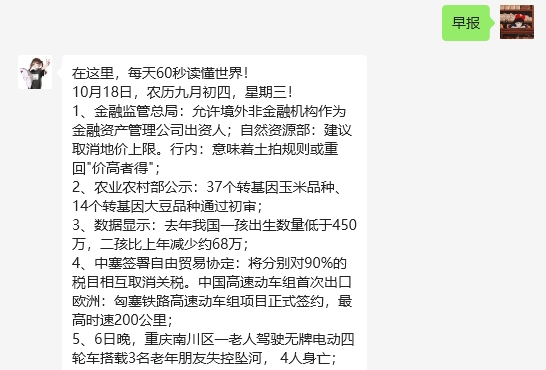 早报
在这里，每天60秒读懂世界！
10月18日，农历九月初四，星期三！
1、金融监管总局：允许境外非金融机构作为
金融资产管理公司出资人；自然资源部：建议
取消地价上限。行内：意味着土拍规则或重
回"价高者得"；
2、农业农村部公示：37个转基因玉米品种、
14个转基因大豆品种通过初审；
3、数据显示：去年我国一孩出生数量低于450
万，二孩比上年减少约68万；
4、中塞签署自由贸易协定：将分别对90%的
税目相互取消关税。中国高速动车组首次出口
欧洲：匈塞铁路高速动车组项目正式签约，最
高时速200公里；
5、6日晚，重庆南川区一老人驾驶无牌电动四
轮车搭载3名老年朋友失控坠河， 4人身亡；